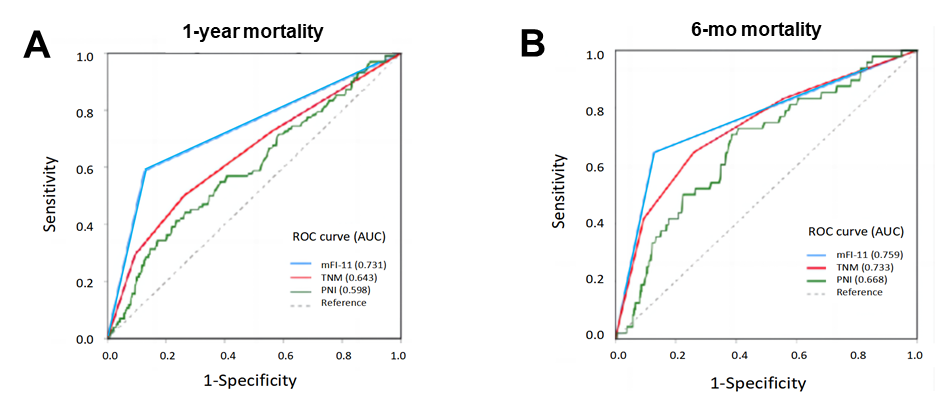 A
1-year mortality
1.0
0.8
0.6
0.4
0.2
0.0
Sensitivity
ROC curve (AUC)
mFI-11 (0.731)
TNM (0.643)
PNI (0.598)
Reference
0.0 0.2 0.4 0.6 0.8 1.0
1-Specificity
B
6-mo mortality
1.0
0.8
0.6
0.4
0.2
0.0
Sensitivity
ROC curve (AUC)
mFI-11 (0.759)
TNM (0.733)
PNI (0.668)
Reference
0.0 0.2 0.4 0.6 0.8 1.0
1-Specificity